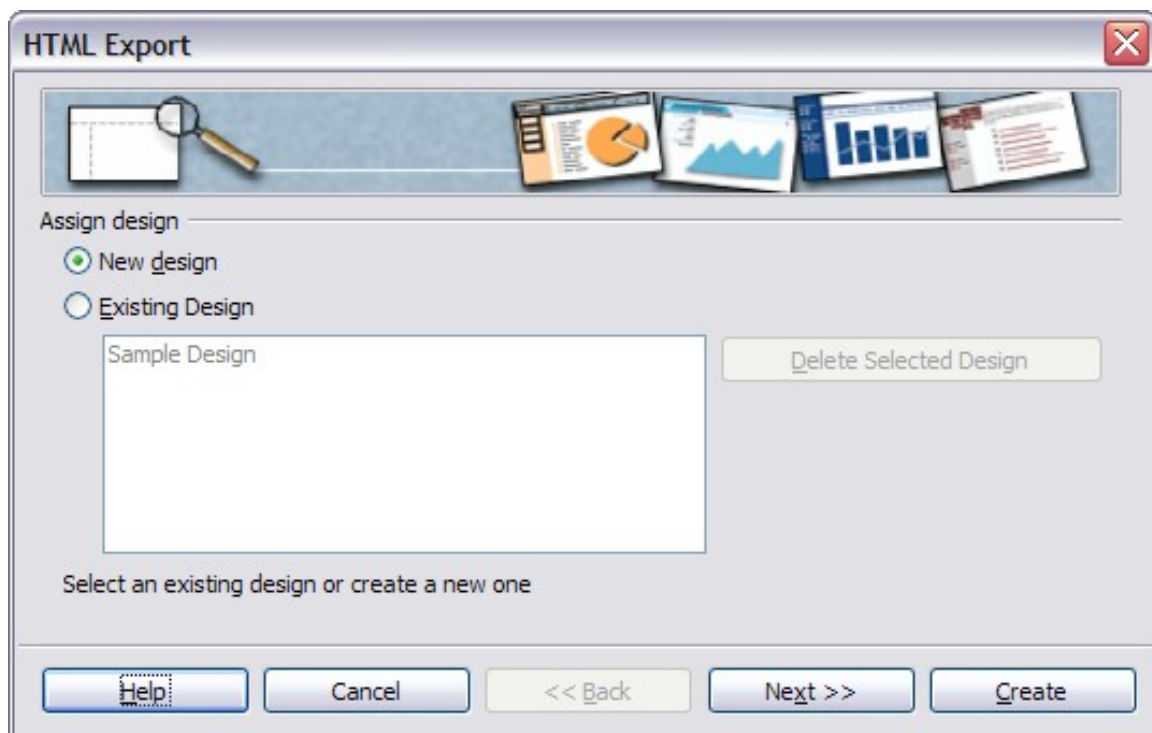 HTML Export
Assign design
New design
Existing Design
Sample Design
Delete Selected Design
Select an existing design or create a new one
Help
Cancel
<< Back
Next >>
Create